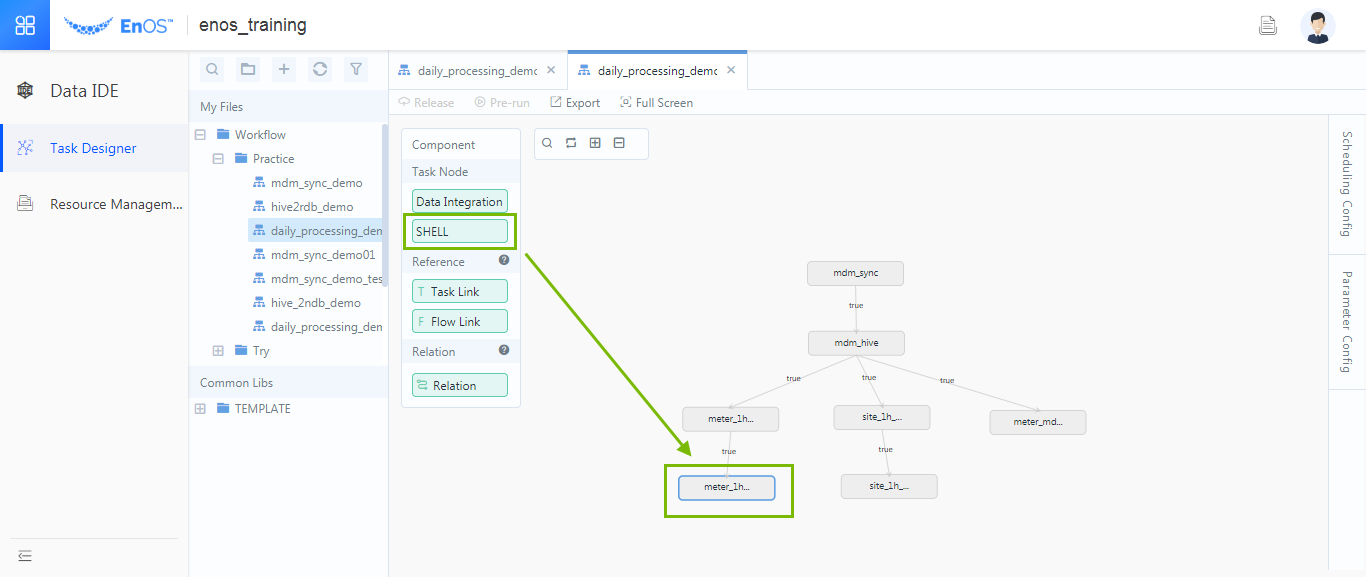 EnOS™
enos_training
Data IDE
Task Designer
Resource Managem...
My Files
Workflow
Practice
mdm_sync_demo
hive2rdb_demo
daily_processing_den
mdm_sync_demo01
mdm_sync_demo_tes
hive_2ndb_demo
daily_processing_den
Try
Common Libs
TEMPLATE
daily_processing_demc
daily_processing_demc
Release
Pre-run
Export
Full Screen
Component
Task Node
Data Integration
SHELL
Reference
T Task Link
F Flow Link
Relation
Relation
mdm_sync
true
mdm_hive
true
true
true
meter_1h...
site_1h_...
meter_md...
true
true
meter_1h...
site_1h_...
Scheduling Config
Parameter Config